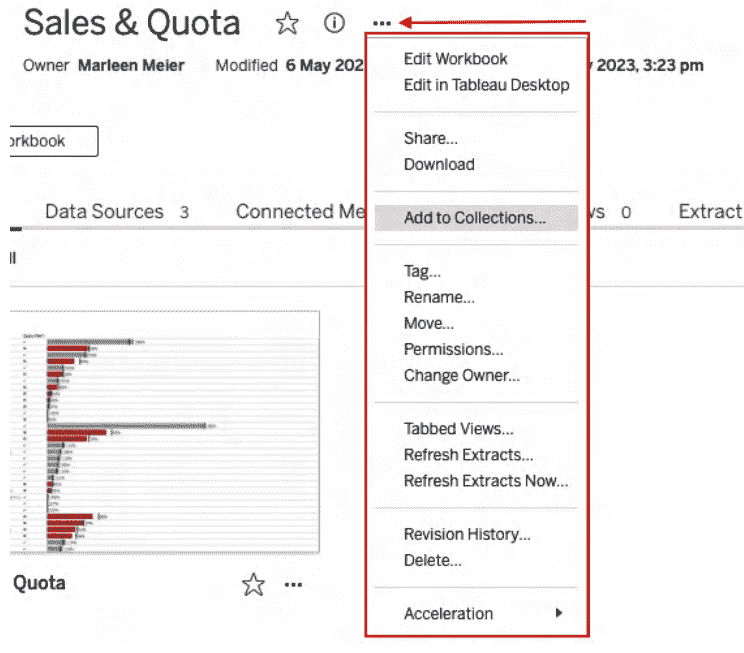 Sales & Quota
Owner Marleen Meier Modified 6 May 202 2023, 3:23 pm
Edit Workbook
Edit in Tableau Desktop
orkbook
Share...
Download
Data Sources 3 Connected Me vs 0 Extract
Add to Collections...
ll
Tag...
Rename...
Move...
Permissions...
Change Owner...
Tabbed Views...
Refresh Extracts...
Refresh Extracts Now...
Revision History...
Delete...
Quota
Acceleration